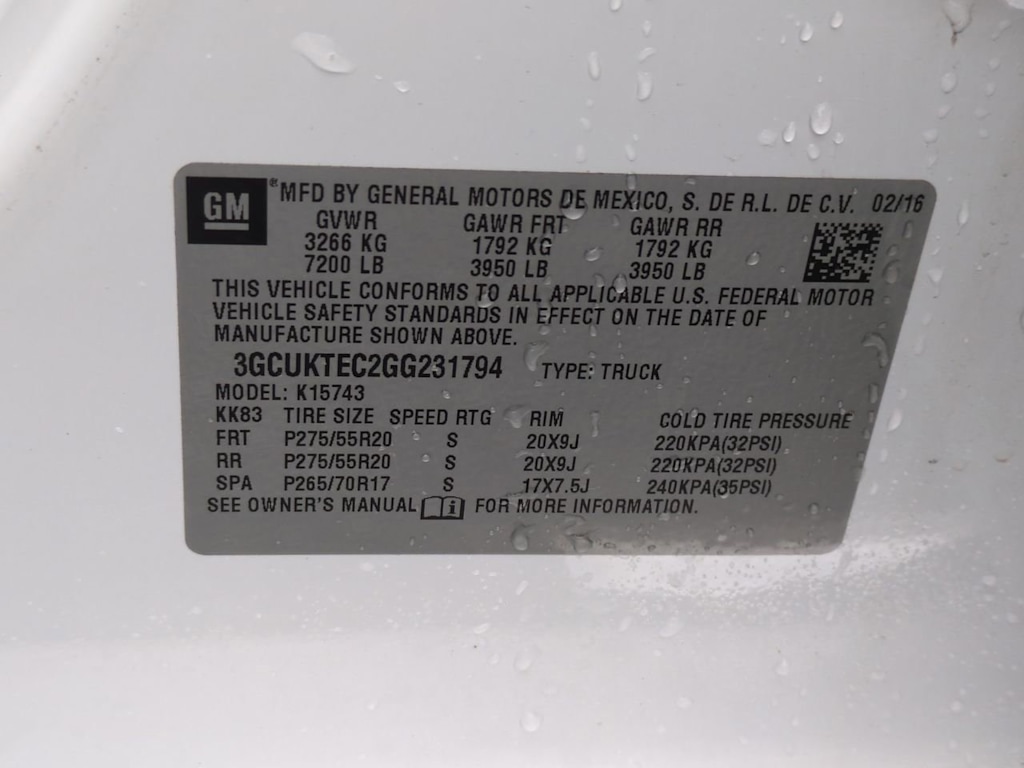 GM ® MFD BY GENERAL MOTORS DE MEXICO, S. DE R.L. DE C.V. 02/16
GVWR GAWR FRT GAWR RR
3266 KG 1792 KG 1792 KG
7200 LB 3950 LB 3950 LB
THIS VEHICLE CONFORMS TO ALL APPLICABLE U.S. FEDERAL MOTOR
VEHICLE SAFETY STANDARDS IN EFFECT ON THE DATE OF
MANUFACTURE SHOWN ABOVE.
3GCUKTEC2GG231794 TYPE: TRUCK
MODEL: K15743
KK83 TIRE SIZE SPEED RTG RIM COLD TIRE PRESSURE
FRT P275/55R20 S 20X9J 220KPA(32PSI)
RR P275/55R20 S 20X9J 220KPA(32PSI)
SPA P265/70R17 S 17X7.5J 240KPA(35PSI)
SEE OWNER'S MANUAL i FOR MORE INFORMATION.